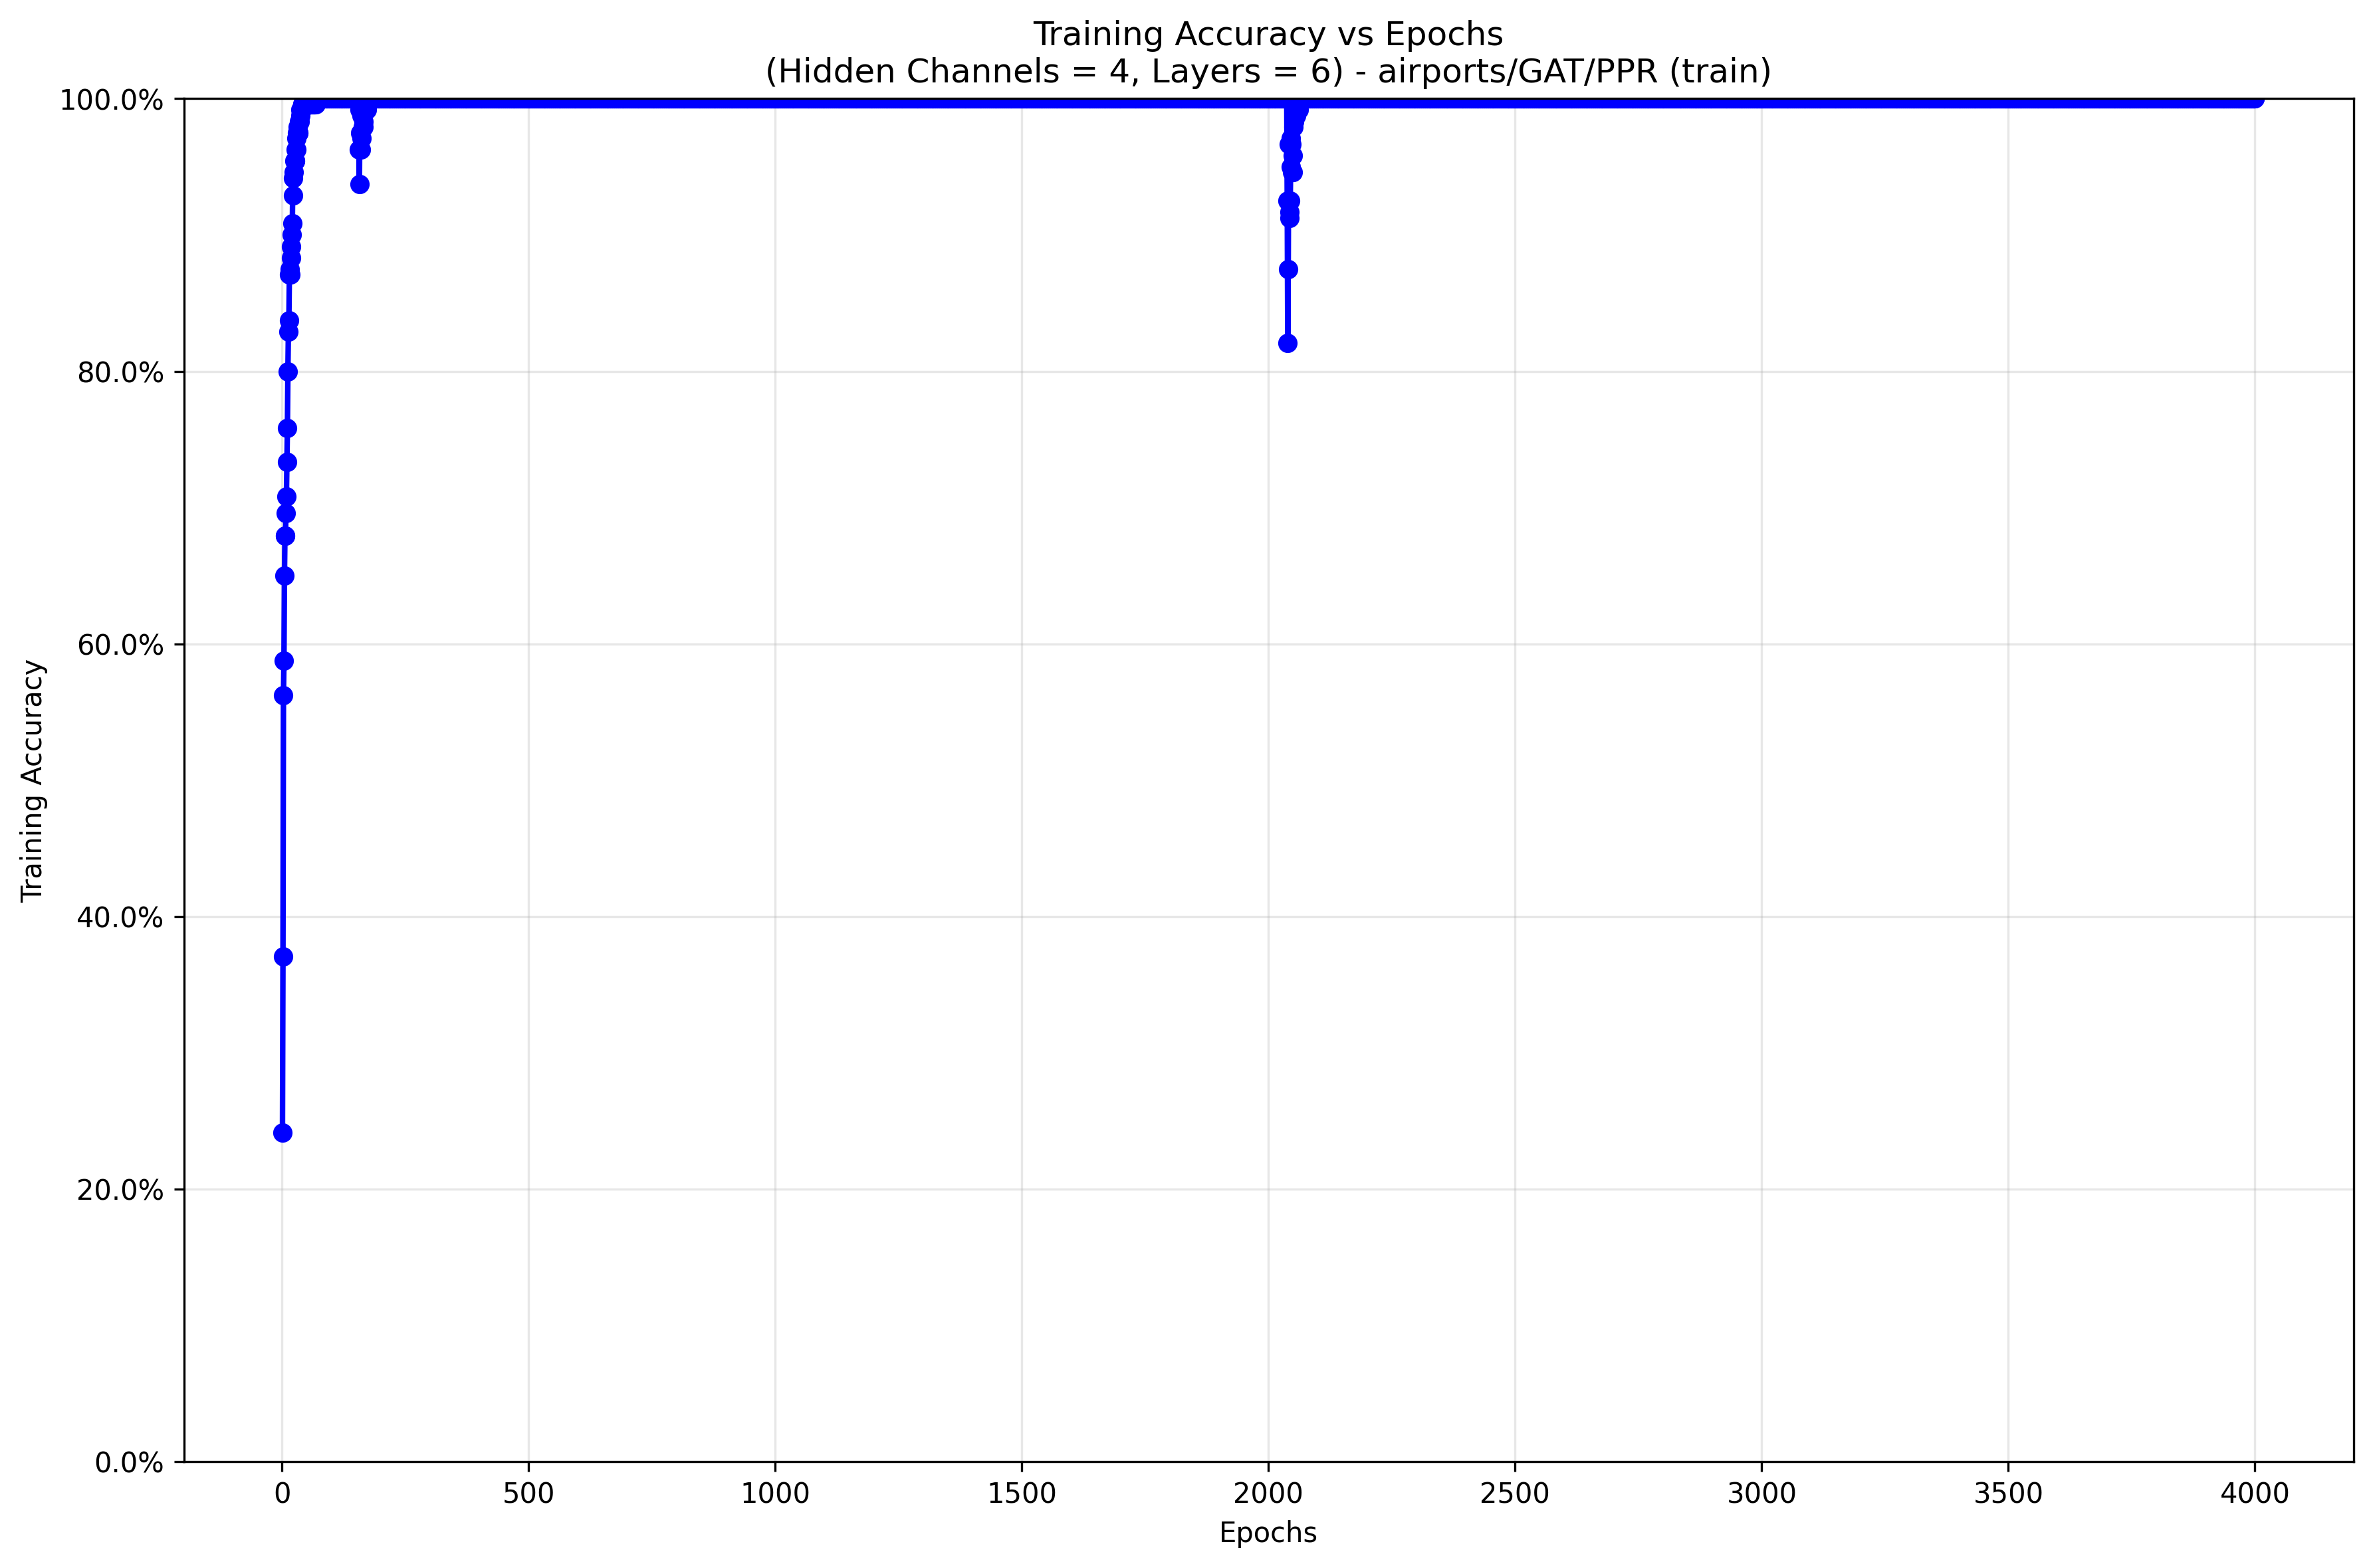 Training Accuracy vs Epochs
(Hidden Channels = 4, Layers = 6) - airports/GAT/PPR (train)
100.0%
80.0%
60.0%
40.0%
20.0%
0.0%
Training Accuracy
0 500 1000 1500 2000 2500 3000 3500 4000
Epochs